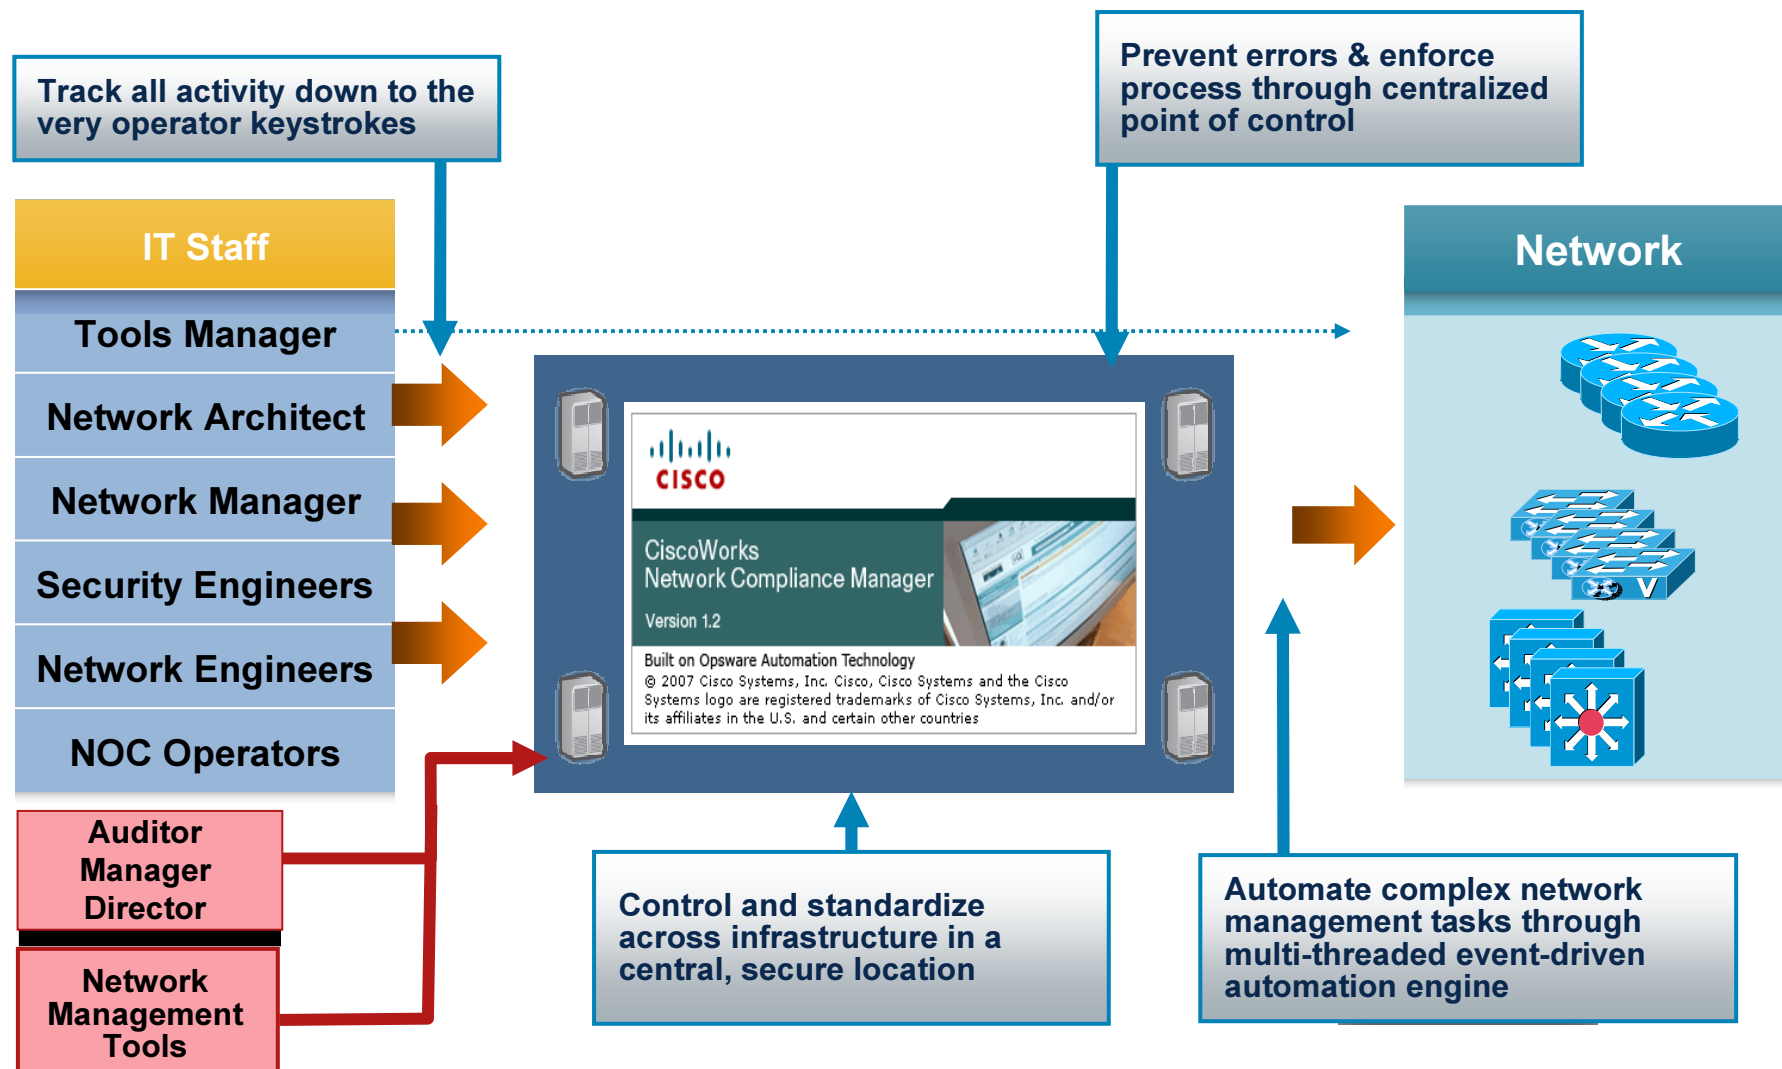 Track all activity down to the
very operator keystrokes
Prevent errors & enforce
process through centralized
point of control
IT Staff
Tools Manager
Network Architect
Network Manager
Security Engineers
Network Engineers
NOC Operators
Auditor
Manager
Director
Network
Management
Tools
CISCO
CiscoWorks
Network Compliance Manager
Version 1.2
Built on Opsware Automation Technology
© 2007 Cisco Systems, Inc. Cisco, Cisco Systems and the Cisco
Systems logo are registered trademarks of Cisco Systems, Inc. and/or
its affiliates in the U.S. and certain other countries
Network
V
Control and standardize
across infrastructure in a
central, secure location
Automate complex network
management tasks through
multi-threaded event-driven
automation engine